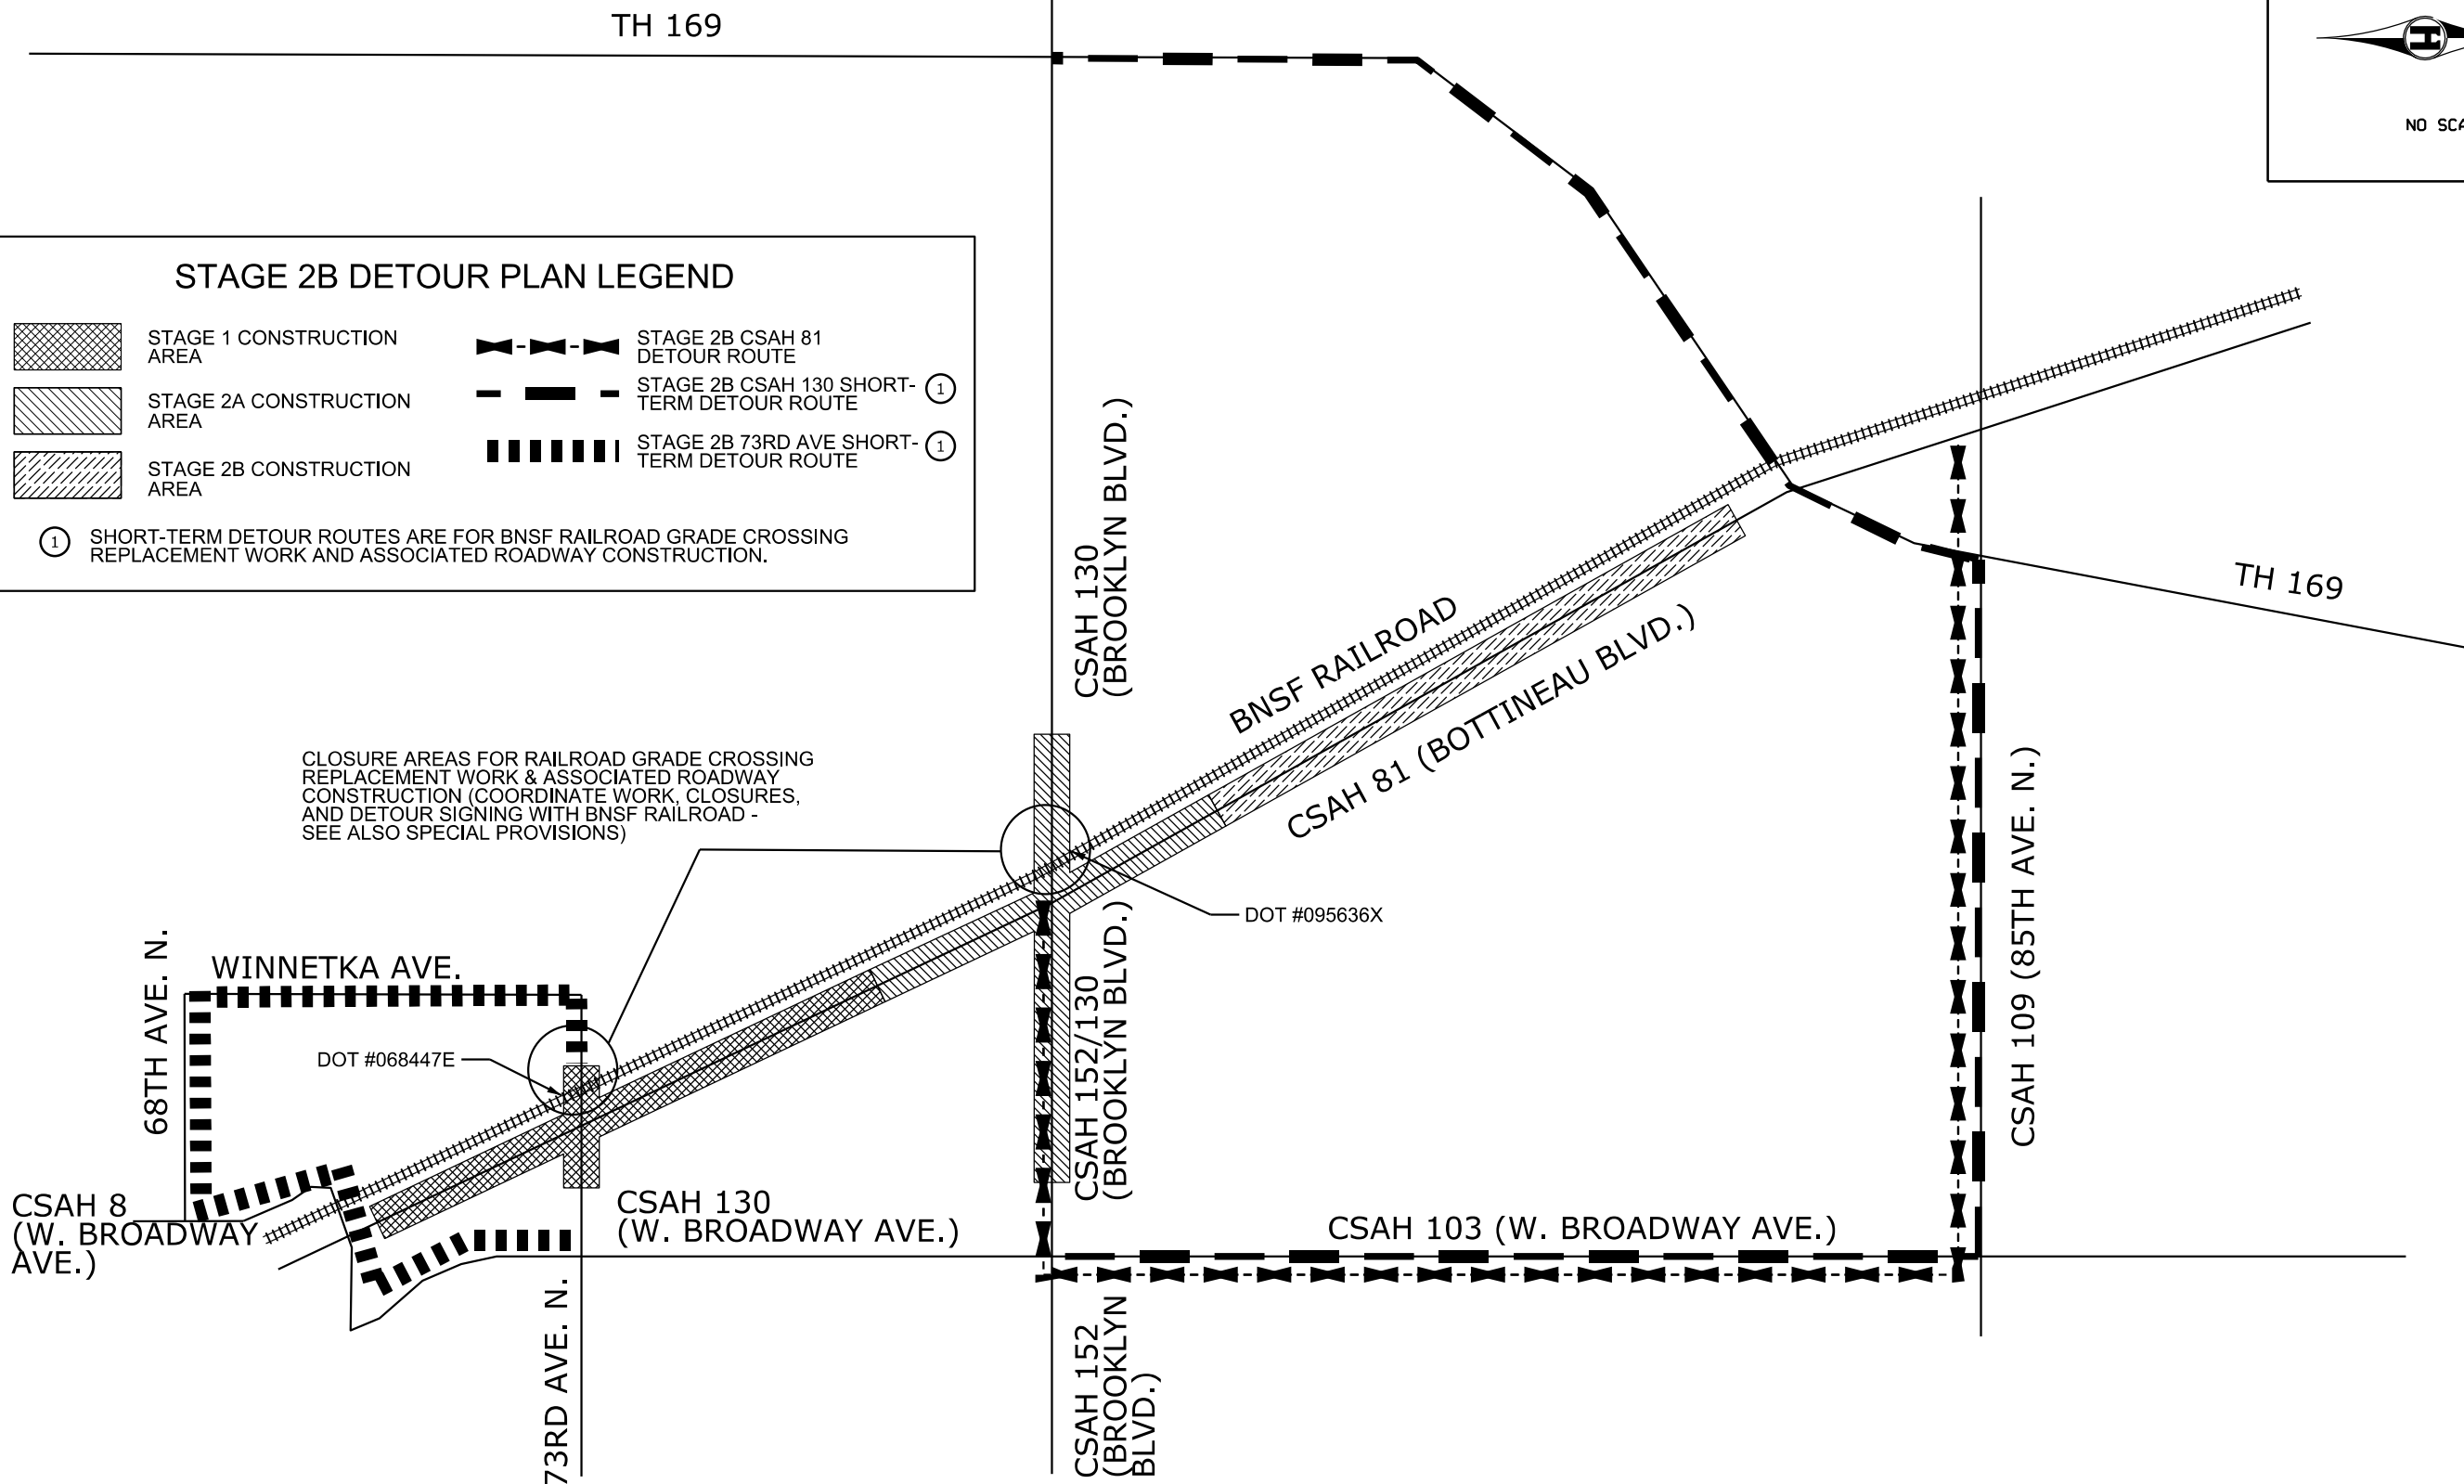 TH 169
NO SCA
STAGE 2B DETOUR PLAN LEGEND
STAGE 1 CONSTRUCTION
AREA
STAGE 2A CONSTRUCTION
AREA
STAGE 2B CONSTRUCTION
AREA
STAGE 2B CSAH 81
DETOUR ROUTE
STAGE 2B CSAH 130 SHORT-
TERM DETOUR ROUTE
1
STAGE 2B 73RD AVE SHORT-
TERM DETOUR ROUTE
1
1
SHORT-TERM DETOUR ROUTES ARE FOR BNSF RAILROAD GRADE CROSSING
REPLACEMENT WORK AND ASSOCIATED ROADWAY CONSTRUCTION.
CSAH 130
(BROOKLYN BLVD.)
TH 169
BNSF RAILROAD
CSAH 81 (BOTTINEAU BLVD.)
CLOSURE AREAS FOR RAILROAD GRADE CROSSING
REPLACEMENT WORK & ASSOCIATED ROADWAY
CONSTRUCTION (COORDINATE WORK, CLOSURES,
AND DETOUR SIGNING WITH BNSF RAILROAD -
SEE ALSO SPECIAL PROVISIONS)
DOT #095636X
CSAH 109 (85TH AVE. N.)
68TH AVE. N.
WINNETKA AVE.
DOT #068447E
CSAH 152/130
(BROOKLYN BLVD.)
CSAH 8
(W. BROADWAY
AVE.)
CSAH 130
(W. BROADWAY AVE.)
CSAH 103 (W. BROADWAY AVE.)
73RD AVE. N.
CSAH 152
(BROOKLYN
BLVD.)